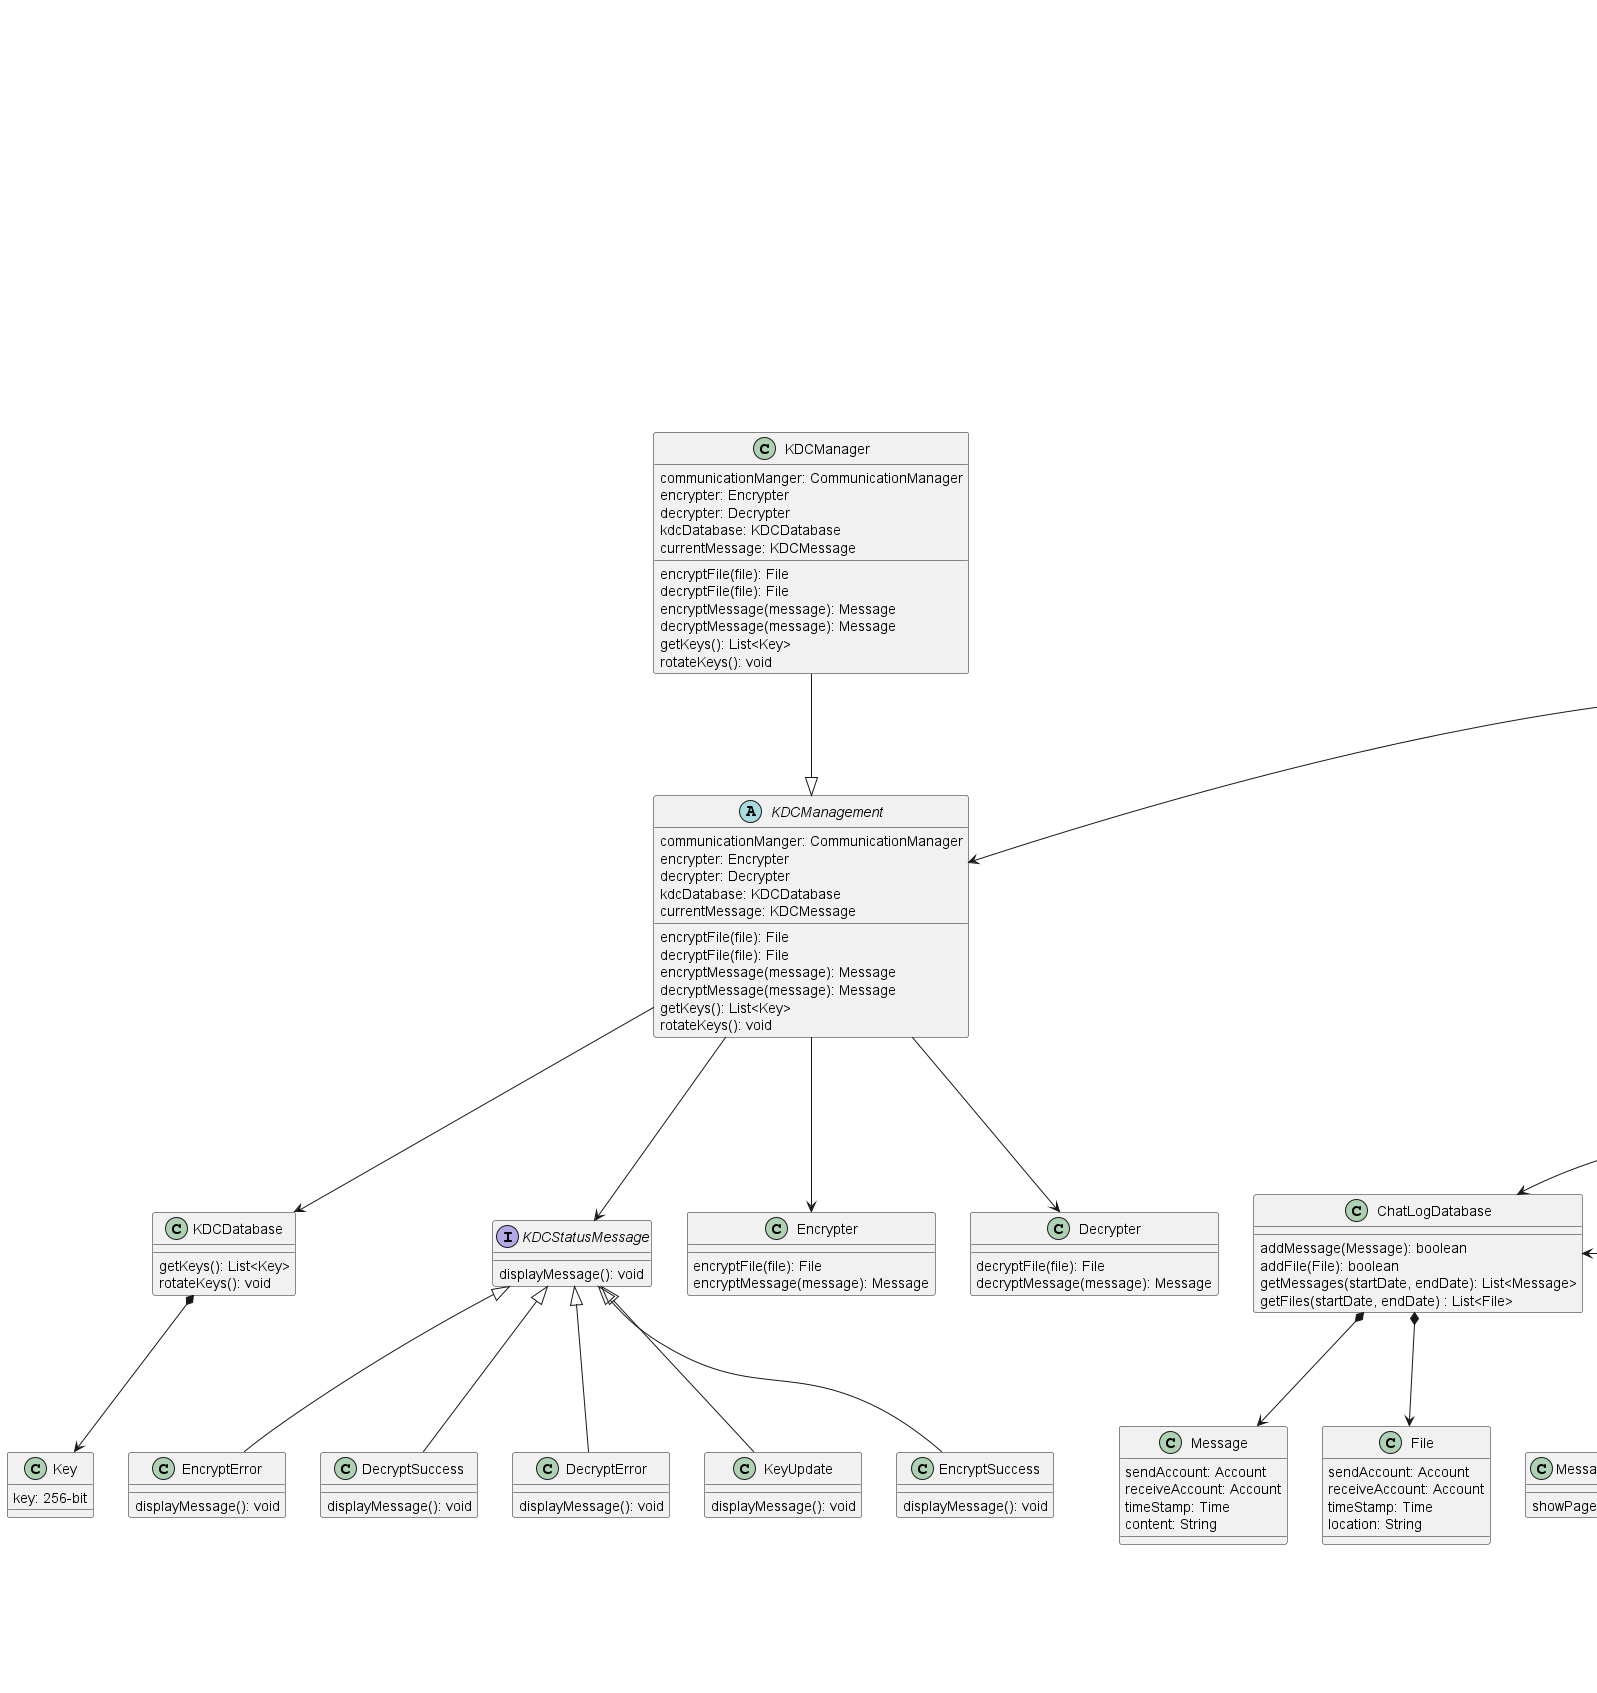 C KDCManager
communicationManger: CommunicationManager
encrypter: Encrypter
decrypter: Decrypter
kdcDatabase: KDCDatabase
currentMessage: KDCMessage
encryptFile(file): File
decryptFile(file): File
encryptMessage(message): Message
decryptMessage(message): Message
getKeys(): List<Key>
rotateKeys(): void
A KDCManagement
communicationManger: CommunicationManager
encrypter: Encrypter
decrypter: Decrypter
kdcDatabase: KDCDatabase
currentMessage: KDCMessage
encryptFile(file): File
decryptFile(file): File
encryptMessage(message): Message
decryptMessage(message): Message
getKeys(): List<Key>
rotateKeys(): void
C KDCDatabase
getKeys(): List<Key>
rotateKeys(): void
I KDCStatusMessage
displayMessage(): void
C Encrypter
encryptFile(file): File
encryptMessage(message): Message
C Decrypter
decryptFile(file): File
decryptMessage(message): Message
C ChatLogDatabase
addMessage(Message): boolean
addFile(File): boolean
getMessages(startDate, endDate): List<Message>
getFiles(startDate, endDate) : List<File>
C Key
key: 256-bit
C EncryptError
displayMessage(): void
C DecryptSuccess
displayMessage(): void
C DecryptError
displayMessage(): void
C KeyUpdate
displayMessage(): void
C EncryptSuccess
displayMessage(): void
C Message
sendAccount: Account
receiveAccount: Account
timeStamp: Time
content: String
C File
sendAccount: Account
receiveAccount: Account
timeStamp: Time
location: String
C Messa
showPage